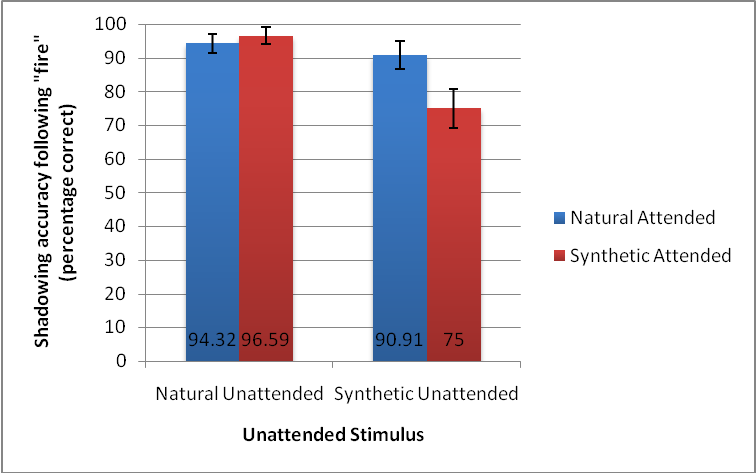 Shadowing accuracy following "fire"
(percentage correct)
100
90
80
70
60
50
40
30
20
10
0
94.32 96.59 90.91 75
Natural Unattended Synthetic Unattended
Unattended Stimulus
Natural Attended
Synthetic Attended